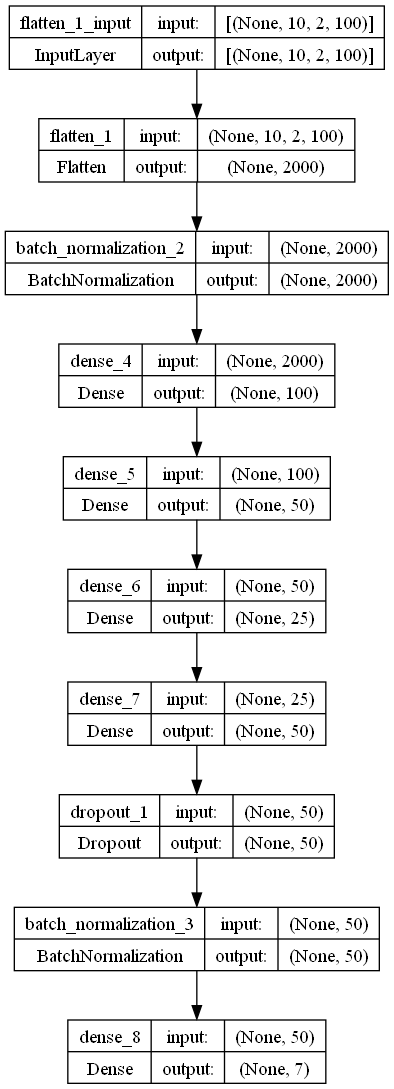 flatten_1_input input: [(None, 10, 2, 100)]
InputLayer output: [(None, 10, 2, 100)]
flatten_1 input: (None, 10, 2, 100)
Flatten output: (None, 2000)
batch_normalization_2 input: (None, 2000)
BatchNormalization output: (None, 2000)
dense_4 input: (None, 2000)
Dense output: (None, 100)
dense_5 input: (None, 100)
Dense output: (None, 50)
dense_6 input: (None, 50)
Dense output: (None, 25)
dense_7 input: (None, 25)
Dense output: (None, 50)
dropout_1 input: (None, 50)
Dropout output: (None, 50)
batch_normalization_3 input: (None, 50)
BatchNormalization output: (None, 50)
dense_8 input: (None, 50)
Dense output: (None, 7)